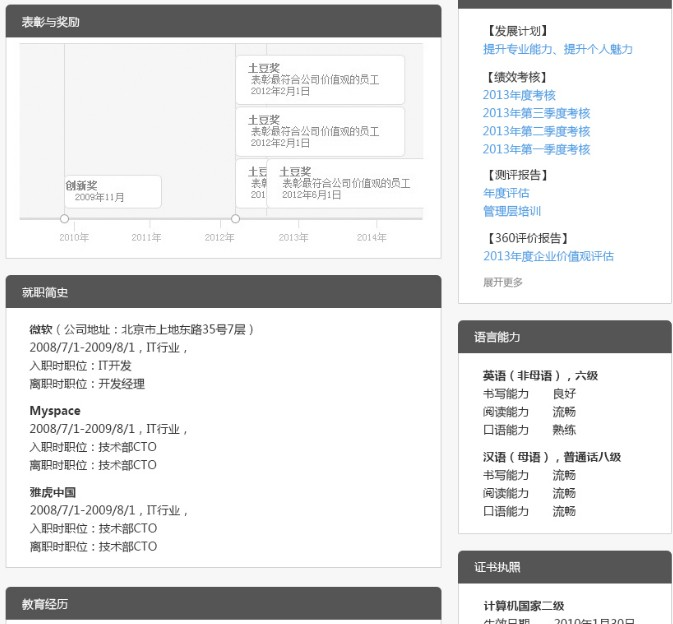 表彰与奖励
土豆奖
表彰最符合公司价值观的员工
2012年2月1日
土豆奖
表彰最符合公司价值观的员工
2012年2月1日
土豆奖
表彰最符合公司价值观的员工
2012年6月1日
创新奖
2009年11月
2010年
2011年
2012年
2013年
2014年
就职简史
微软（公司地址：北京市上地东路35号7层）
2008/7/1-2009/8/1，IT行业，
入职时职位：IT开发
离职时职位：开发经理
Myspace
2008/7/1-2009/8/1，IT行业，
入职时职位：技术部CTO
离职时职位：技术部CTO
雅虎中国
2008/7/1-2009/8/1，IT行业，
入职时职位：技术部CTO
离职时职位：技术部CTO
教育经历
【发展计划】
提升专业能力、提升个人魅力
【绩效考核】
2013年度考核
2013年第三季度考核
2013年第二季度考核
2013年第一季度考核
【测评报告】
年度评估
管理层培训
【360评价报告】
2013年度企业价值观评估
展开更多
语言能力
英语（非母语），六级
书写能力 良好
阅读能力 流畅
口语能力 熟练
汉语（母语），普通话八级
书写能力 流畅
阅读能力 流畅
口语能力 流畅
证书执照
计算机国家二级
生效日期 2010年1月30日